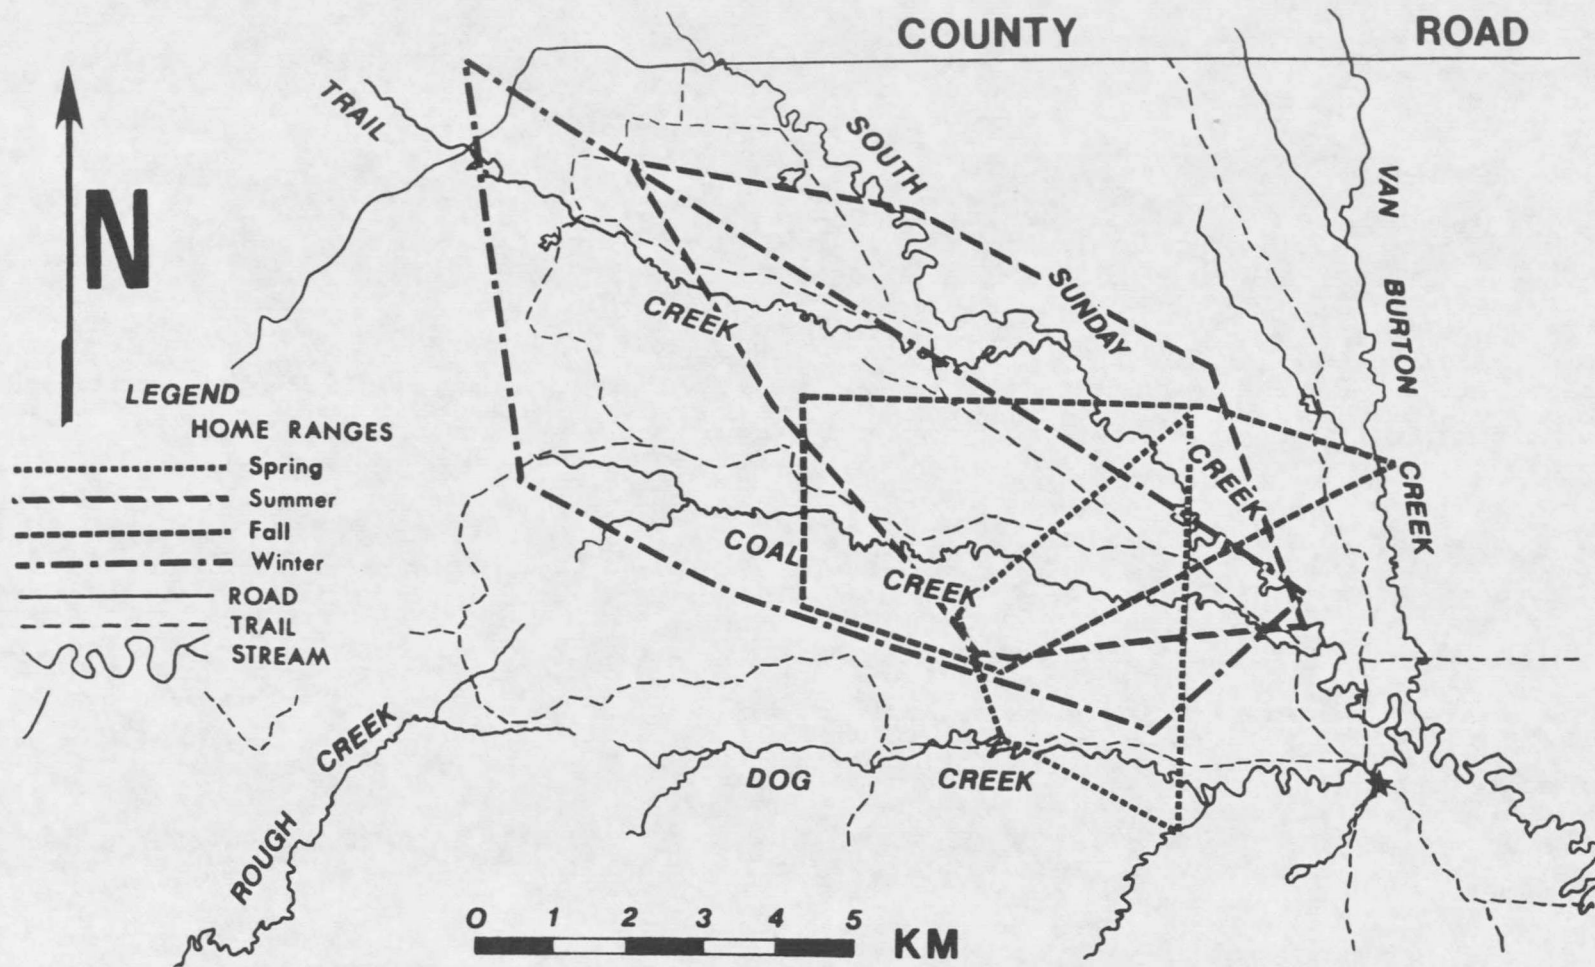 COUNTY ROAD
TRAIL
SOUTH
VAN
N
SUNDAY
BURTON
CREEK
LEGEND
HOME RANGES
Spring
Summer
Fall
Winter
ROAD
TRAIL
STREAM
CREEK
CREEK
COAL
CREEK
CREEK
DOG CREEK
ROUGH
0 1 2 3 4 5
KM